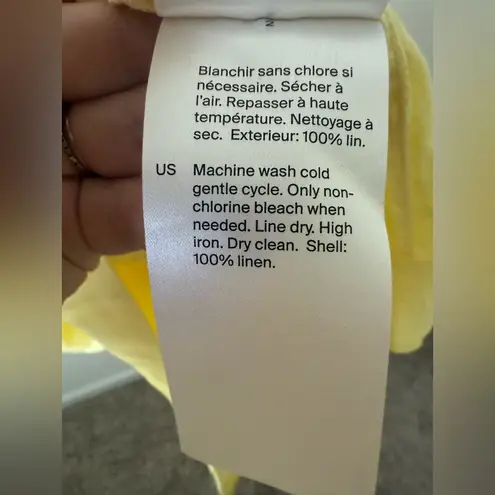 Blanchir sans chlore si
nécessaire. Sécher à
l'air. Repasser à haute
température. Nettoyage à
sec. Exterieur: 100% lin.
US Machine wash cold
gentle cycle. Only non-
chlorine bleach when
needed. Line dry. High
iron. Dry clean. Shell:
100% linen.